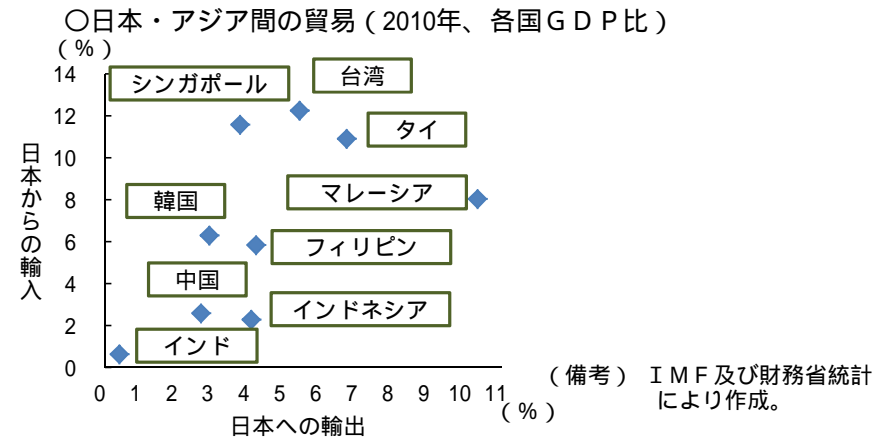 ○日本・アジア間の貿易（2010年、各国ＧＤＰ比）
（％）
14
12
10
8
6
4
2
0
日本からの輸入
シンガポール
台湾
タイ
マレーシア
韓国
フィリピン
中国
インドネシア
インド
0 1 2 3 4 5 6 7 8 9 10 11
（％）
日本への輸出
（備考） ＩＭＦ及び財務省統計
により作成。